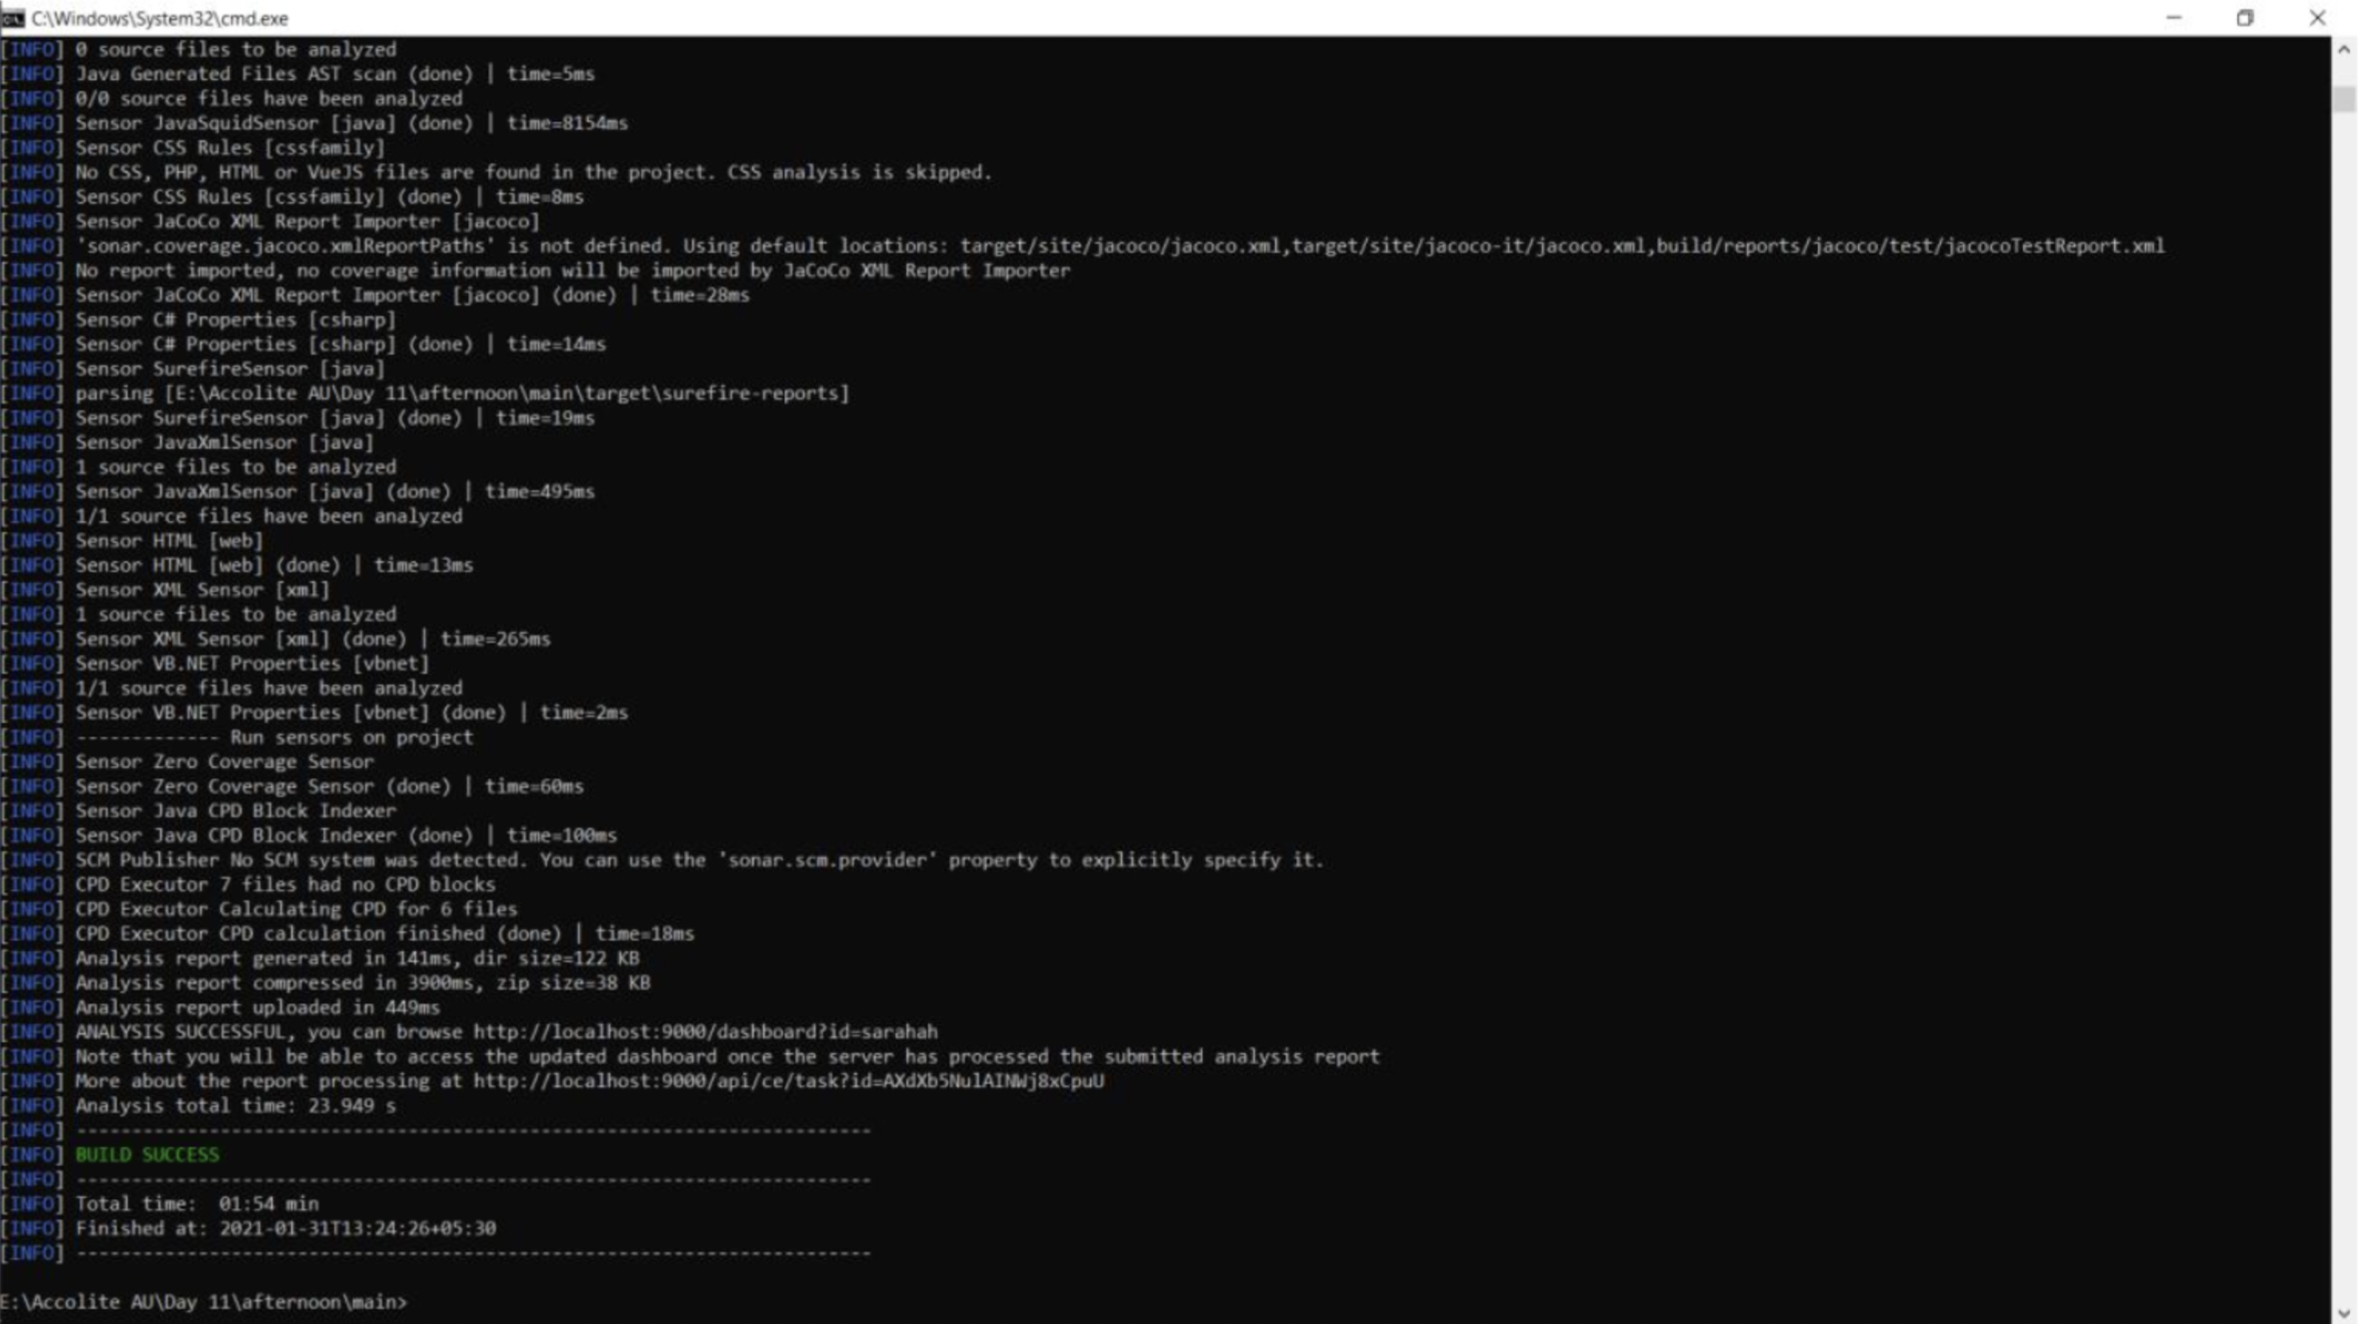 C:\Windows\System32\cmd.exe
[INFO] 0 source files to be analyzed
[INFO] Java Generated Files AST scan (done) | time=5ms
[INFO] 0/0 source files have been analyzed
[INFO] Sensor JavaSquidSensor [java] (done) | time=8154ms
[INFO] Sensor CSS Rules [cssfamily]
[INFO] No CSS, PHP, HTML or VueJS files are found in the project. CSS analysis is skipped.
[INFO] Sensor CSS Rules [cssfamily] (done) | time=8ms
[INFO] Sensor JaCoCo XML Report Importer [jacoco]
[INFO] 'sonar.coverage.jacoco.xmlReportPaths' is not defined. Using default locations: target/site/jacoco/jacoco.xml,target/site/jacoco-it/jacoco.xml,build/reports/jacoco/test/jacocoTestReport.xml
[INFO] No report imported, no coverage information will be imported by JaCoCo XML Report Importer
[INFO] Sensor JaCoCo XML Report Importer [jacoco] (done) | time=28ms
[INFO] Sensor C# Properties [csharp]
[INFO] Sensor C# Properties [csharp] (done) | time=14ms
[INFO] Sensor SurefireSensor [java]
[INFO] parsing [E:\Accolite AU\Day 11\afternoon\main\target\surefire-reports]
[INFO] Sensor SurefireSensor [java] (done) | time=19ms
[INFO] Sensor JavaXmlSensor [java]
[INFO] 1 source files to be analyzed
[INFO] Sensor JavaXmlSensor [java] (done) | time=495ms
[INFO] 1/1 source files have been analyzed
[INFO] Sensor HTML [web]
[INFO] Sensor HTML [web] (done) | time=13ms
[INFO] Sensor XML Sensor [xml]
[INFO] 1 source files to be analyzed
[INFO] Sensor XML Sensor [xml] (done) | time=265ms
[INFO] Sensor VB.NET Properties [vbnet]
[INFO] 1/1 source files have been analyzed
[INFO] Sensor VB.NET Properties [vbnet] (done) | time=2ms
[INFO] ------------- Run sensors on project
[INFO] Sensor Zero Coverage Sensor
[INFO] Sensor Zero Coverage Sensor (done) | time=60ms
[INFO] Sensor Java CPD Block Indexer
[INFO] Sensor Java CPD Block Indexer (done) | time=100ms
[INFO] SCM Publisher No SCM system was detected. You can use the 'sonar.scm.provider' property to explicitly specify it.
[INFO] CPD Executor 7 files had no CPD blocks
[INFO] CPD Executor Calculating CPD for 6 files
[INFO] CPD Executor CPD calculation finished (done) | time=18ms
[INFO] Analysis report generated in 141ms, dir size=122 KB
[INFO] Analysis report compressed in 3900ms, zip size=38 KB
[INFO] Analysis report uploaded in 449ms
[INFO] ANALYSIS SUCCESSFUL, you can browse http://localhost:9000/dashboard?id=sarahah
[INFO] Note that you will be able to access the updated dashboard once the server has processed the submitted analysis report
[INFO] More about the report processing at http://localhost:9000/api/ce/task?id=AXdXb5NulAINWj8xCpuU
[INFO] Analysis total time: 23.949 s
[INFO] ------------------------------------------------------------------------
[INFO] BUILD SUCCESS
[INFO] ------------------------------------------------------------------------
[INFO] Total time:  01:54 min
[INFO] Finished at: 2021-01-31T13:24:26+05:30
[INFO] ------------------------------------------------------------------------
E:\Accolite AU\Day 11\afternoon\main>